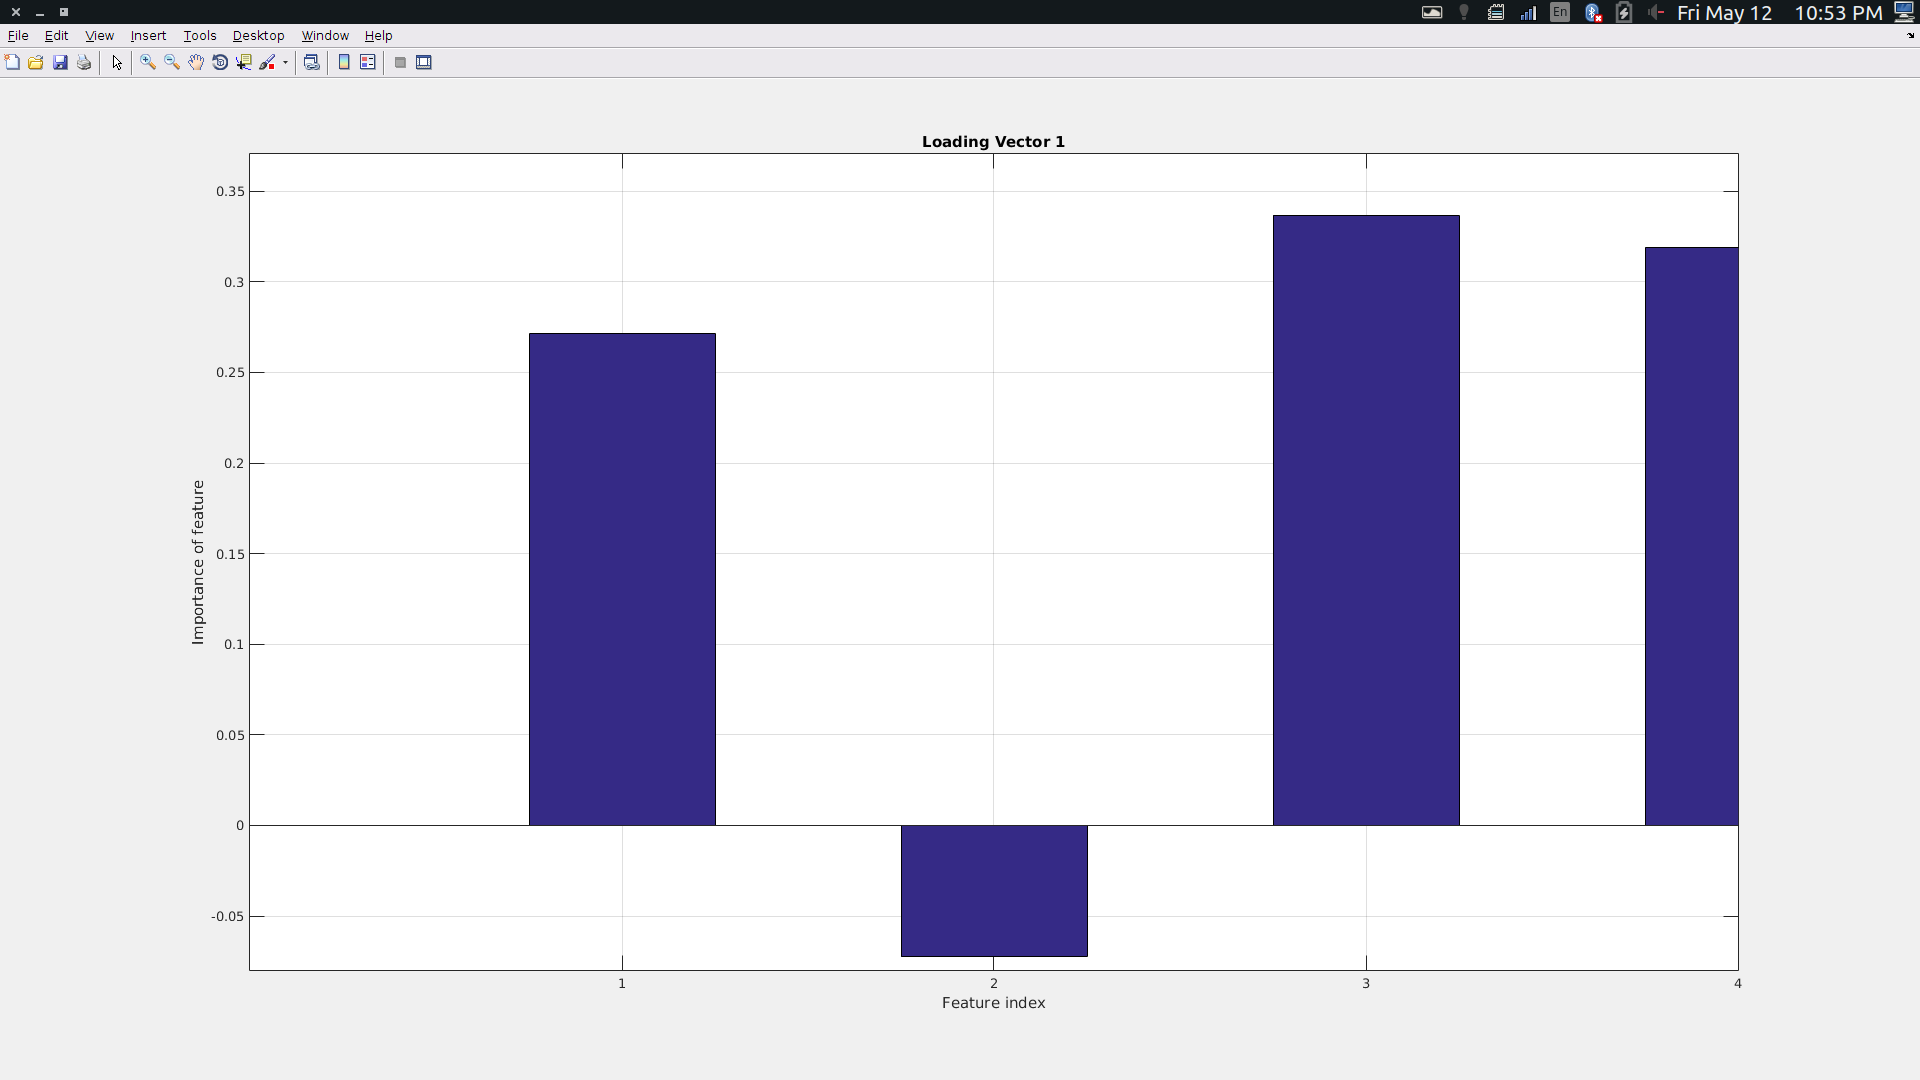 En
Fri May 12 10:53 PM
File Edit View Insert Tools Desktop Window Help
Loading Vector 1
0.35
0.3
0.25
0.2
0.15
0.1
0.05
0
-0.05
Importance of feature
1 2 3 4
Feature index